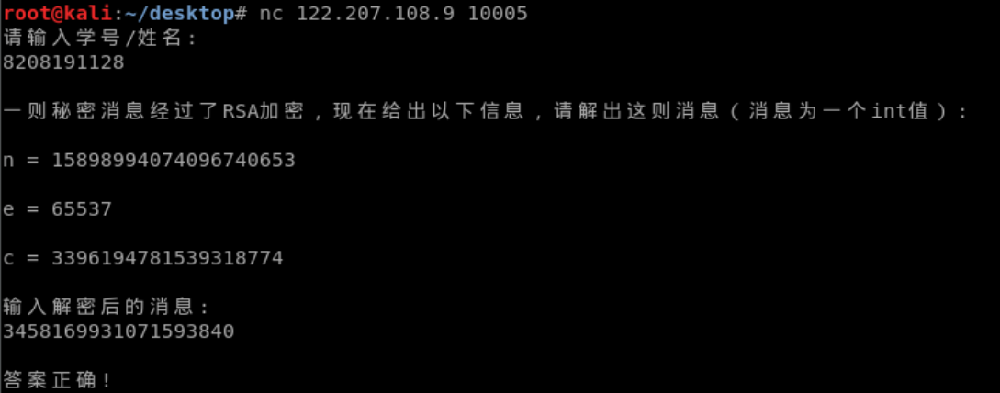 root@kali:~/desktop# nc 122.207.108.9 10005
请输入学号/姓名:
8208191128
一则秘密消息经过了RSA加密,现在给出以下信息,请解出这则消息(消息为一个int值):
n = 15898994074096740653
e = 65537
c = 3396194781539318774
输入解密后的消息:
3458169931071593840
答案正确!